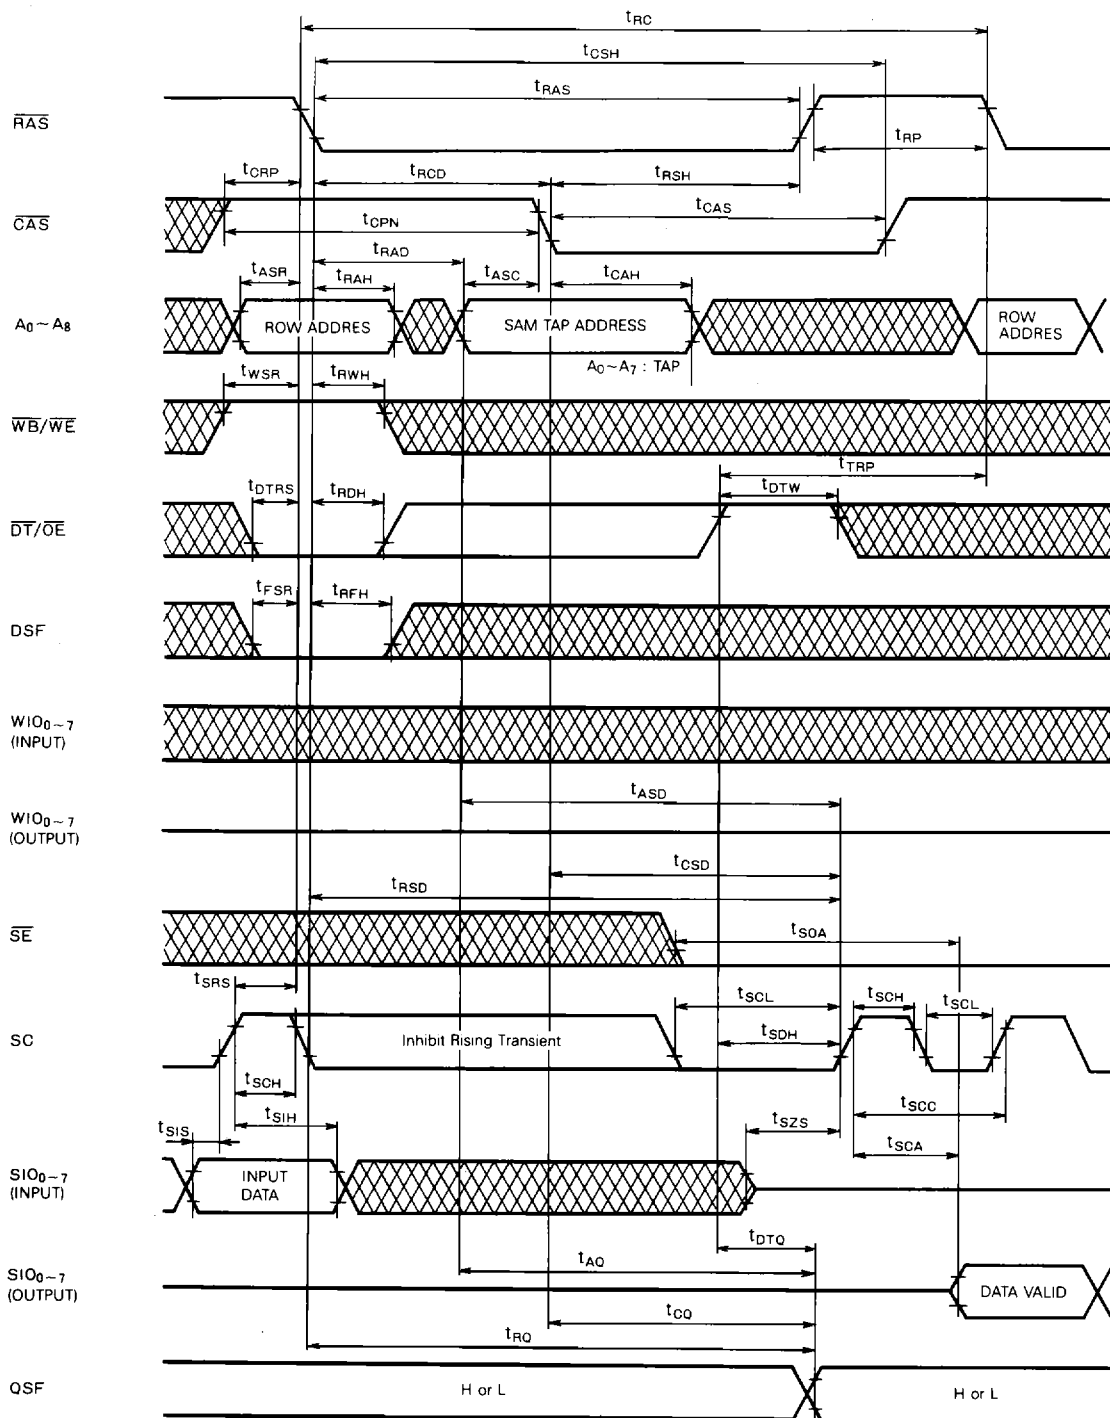 tRC
tCSH
tRAS
RAS
tRP
tCRP
tRCD
tRSH
CAS
tCPN
tCAS
tRAD
tASR
tRAH
tASC
tCAH
A0~A8
ROW ADDRES
SAM TAP ADDRESS
ROW
ADDRES
A0~A7 : TAP
tWSR
tRWH
WB/WE
tTRP
tDTRS
tRDH
tDTW
DT/OE
tFSR
tRFH
DSF
WIO0~7
(INPUT)
tASD
WIO0~7
(OUTPUT)
tCSD
tRSD
SE
tSOA
tSRS
tSCL
tSCH
tSCL
SC
Inhibit Rising Transient
tSDH
tSCH
tSCC
tSIH
tSZS
tSIS
tSCA
SIO0~7
(INPUT)
INPUT
DATA
tDTQ
tAQ
SIO0~7
(OUTPUT)
DATA VALID
tCQ
tRQ
QSF
H or L
H or L